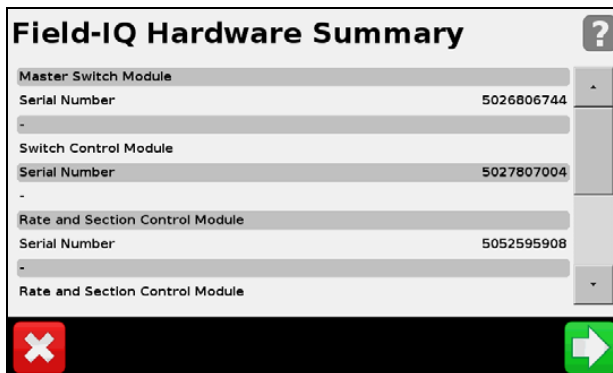 Field-IQ Hardware Summary ?
Master Switch Module
Serial Number 5026806744
-
Switch Control Module
Serial Number 5027807004
-
Rate and Section Control Module
Serial Number 5052595908
-
Rate and Section Control Module